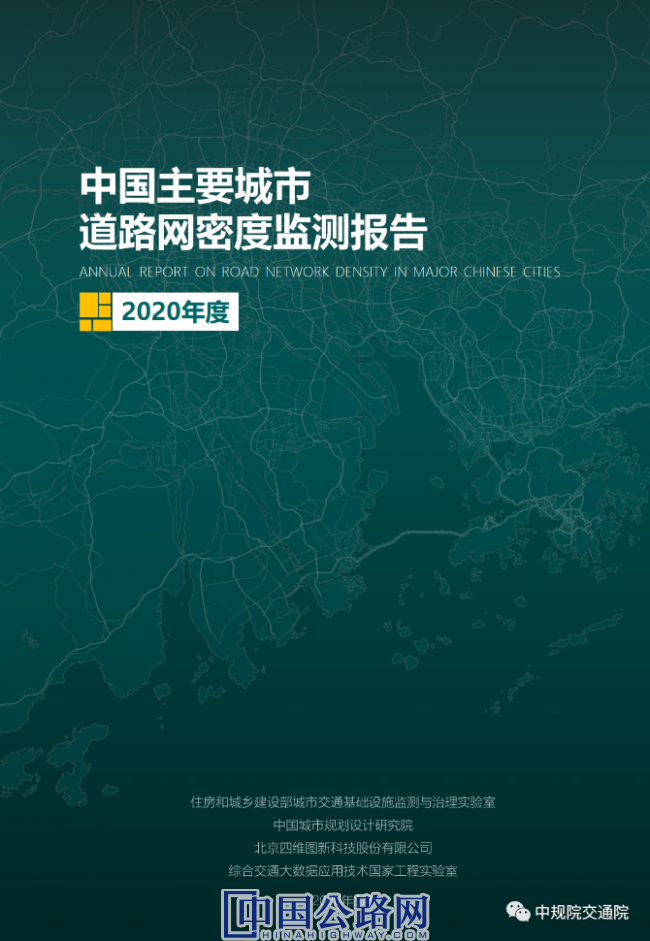 中国主要城市
道路网密度监测报告
ANNUAL REPORT ON ROAD NETWORK DENSITY IN MAJOR CHINESE CITIES
2020年度
住房和城乡建设部城市交通基础设施监测与治理实验室
中国城市规划设计研究院
北京四维图新科技股份有限公司
综合交通大数据应用技术国家工程实验室
中国公路网
CHINAHIGHWAY.COM
中规院交通院